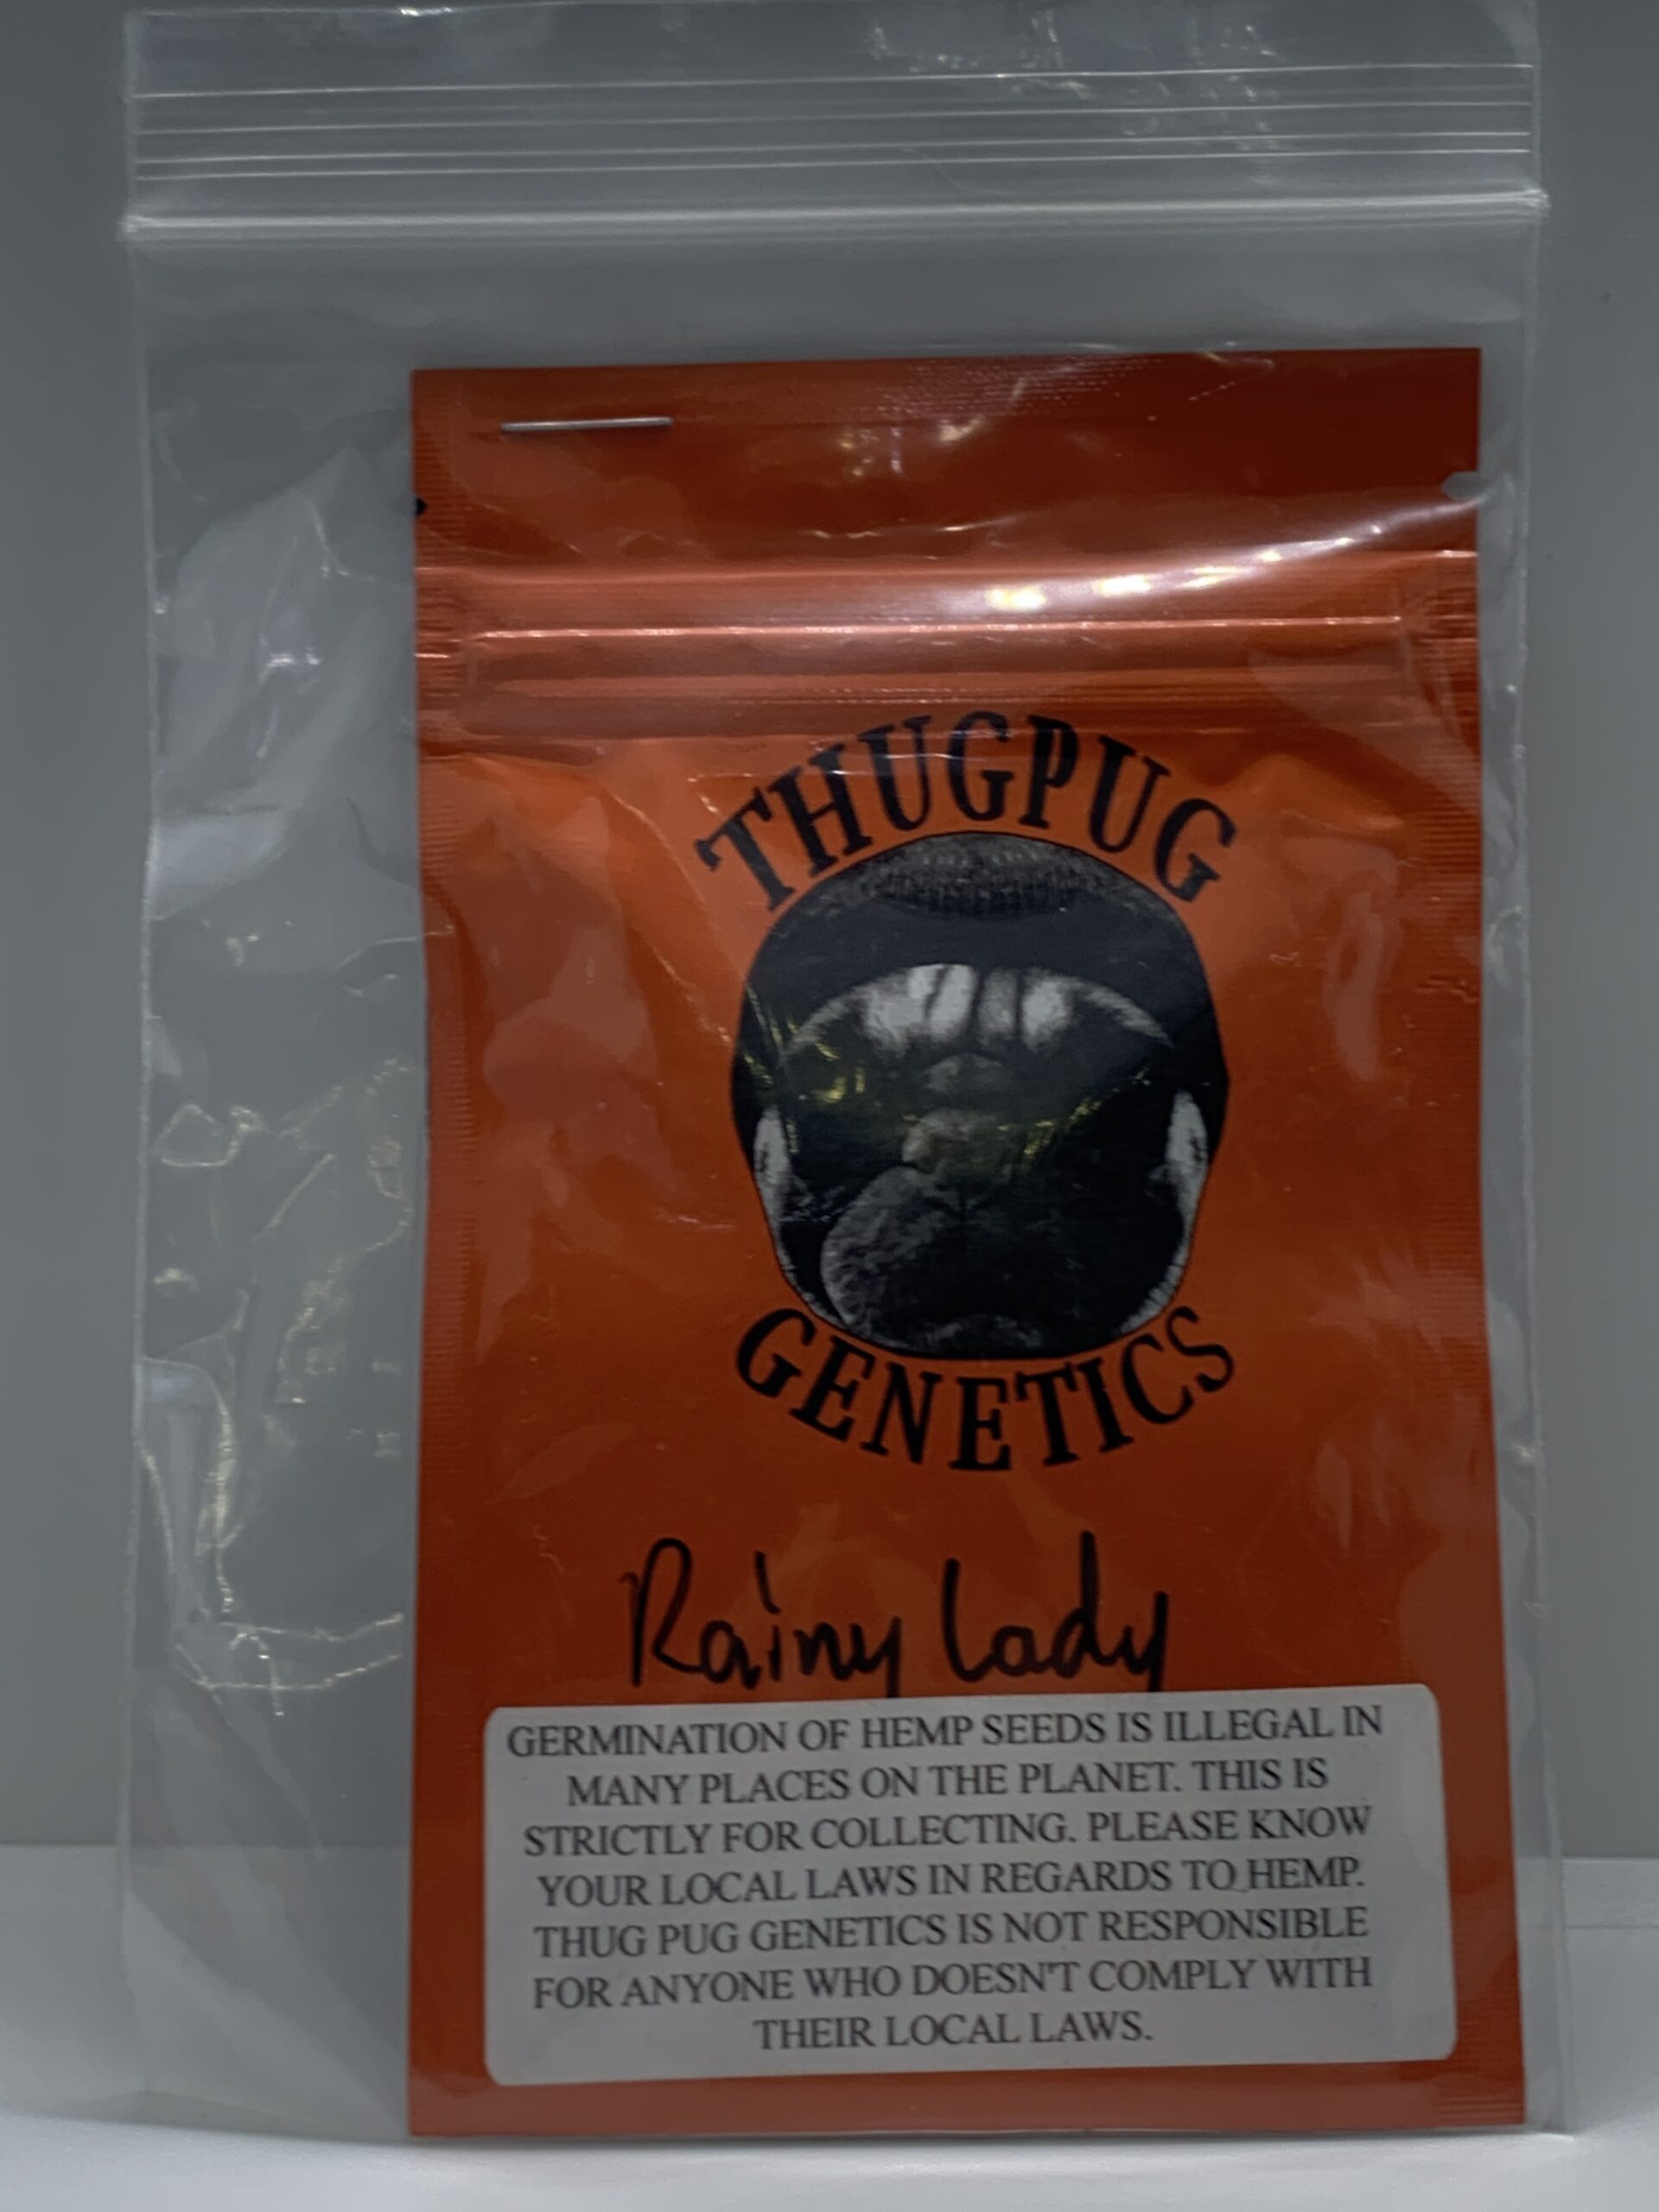 THUGPUG
GENETICS
Rainy Lady
GERMINATION OF HEMP SEEDS IS ILLEGAL IN
MANY PLACES ON THE PLANET. THIS IS
STRICTLY FOR COLLECTING. PLEASE KNOW
YOUR LOCAL LAWS IN REGARDS TO HEMP.
THUG PUG GENETICS IS NOT RESPONSIBLE
FOR ANYONE WHO DOESN'T COMPLY WITH
THEIR LOCAL LAWS.